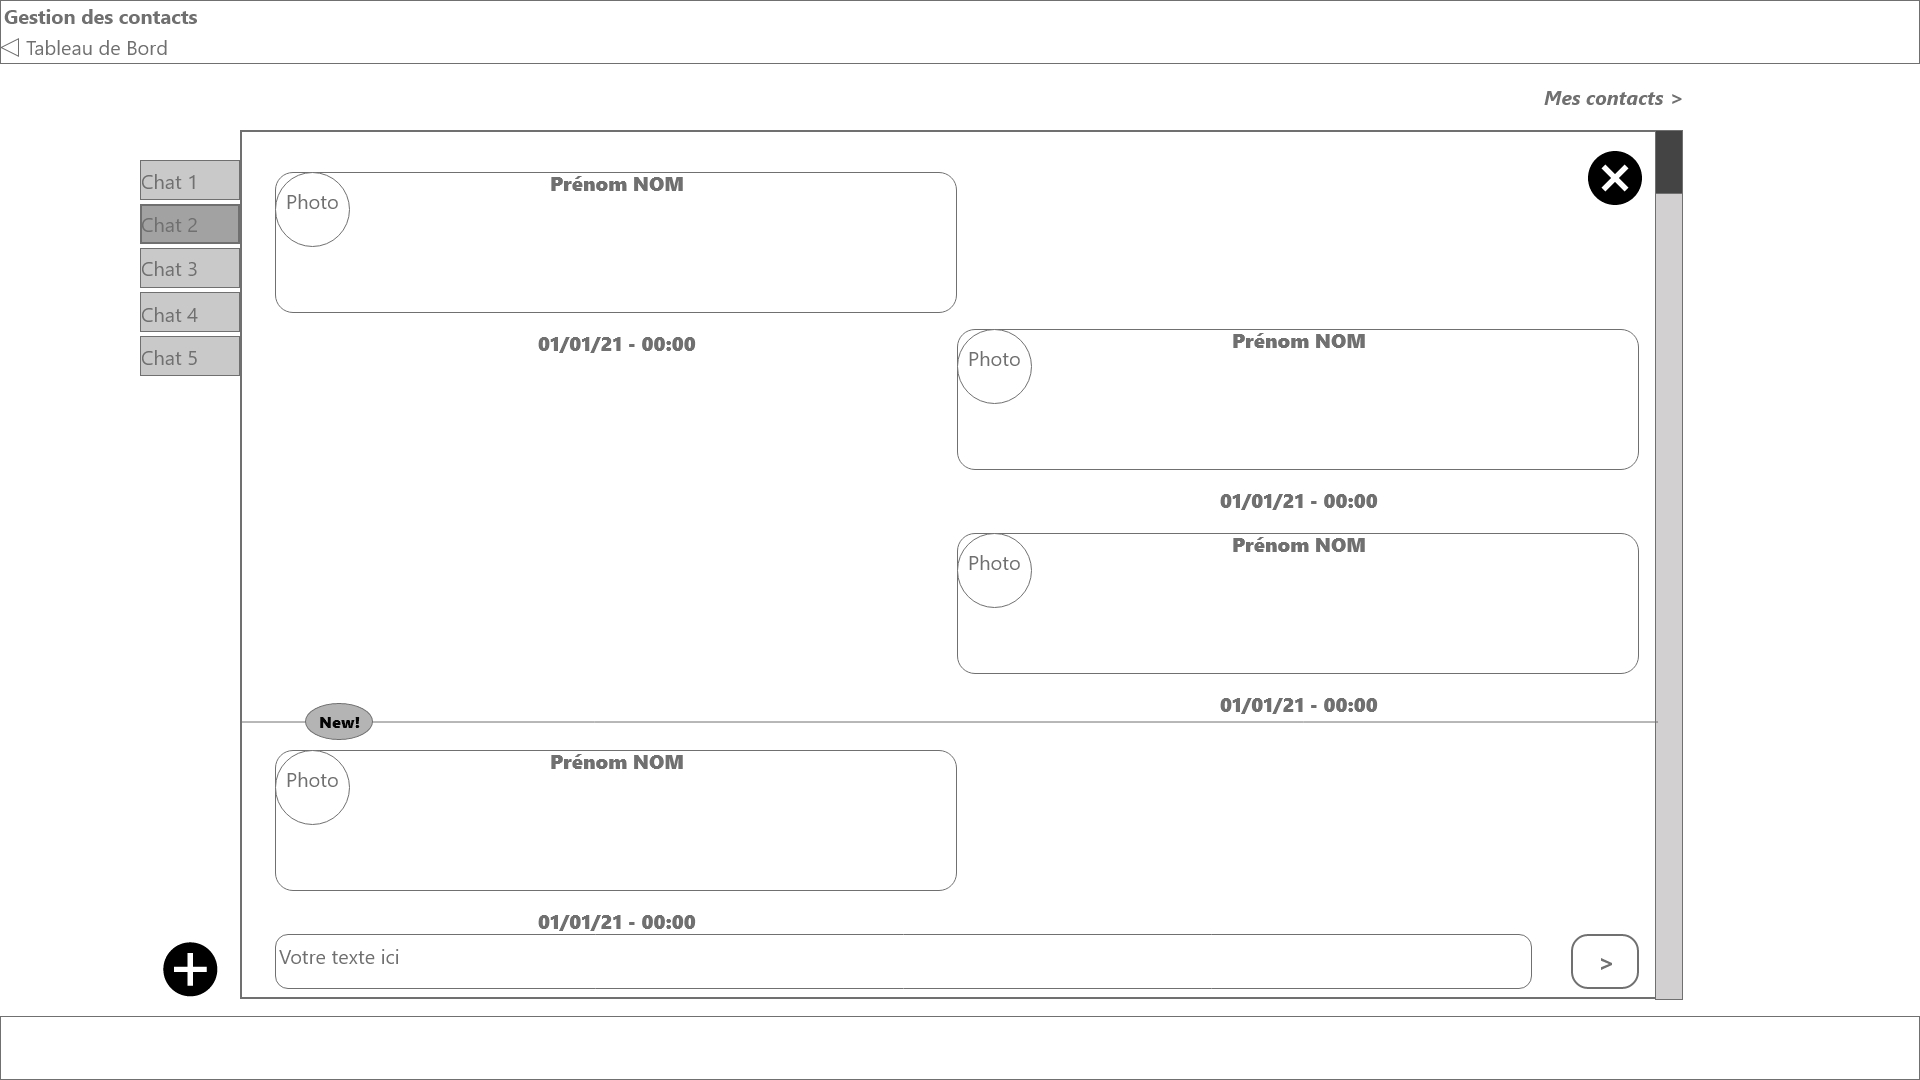 Gestion des contacts
Tableau de Bord
Mes contacts >
Chat 1
Chat 2
Chat 3
Chat 4
Chat 5
Photo
Prénom NOM
01/01/21 - 00:00
Photo
Prénom NOM
01/01/21 - 00:00
Photo
Prénom NOM
01/01/21 - 00:00
New!
Photo
Prénom NOM
01/01/21 - 00:00
Votre texte ici
>